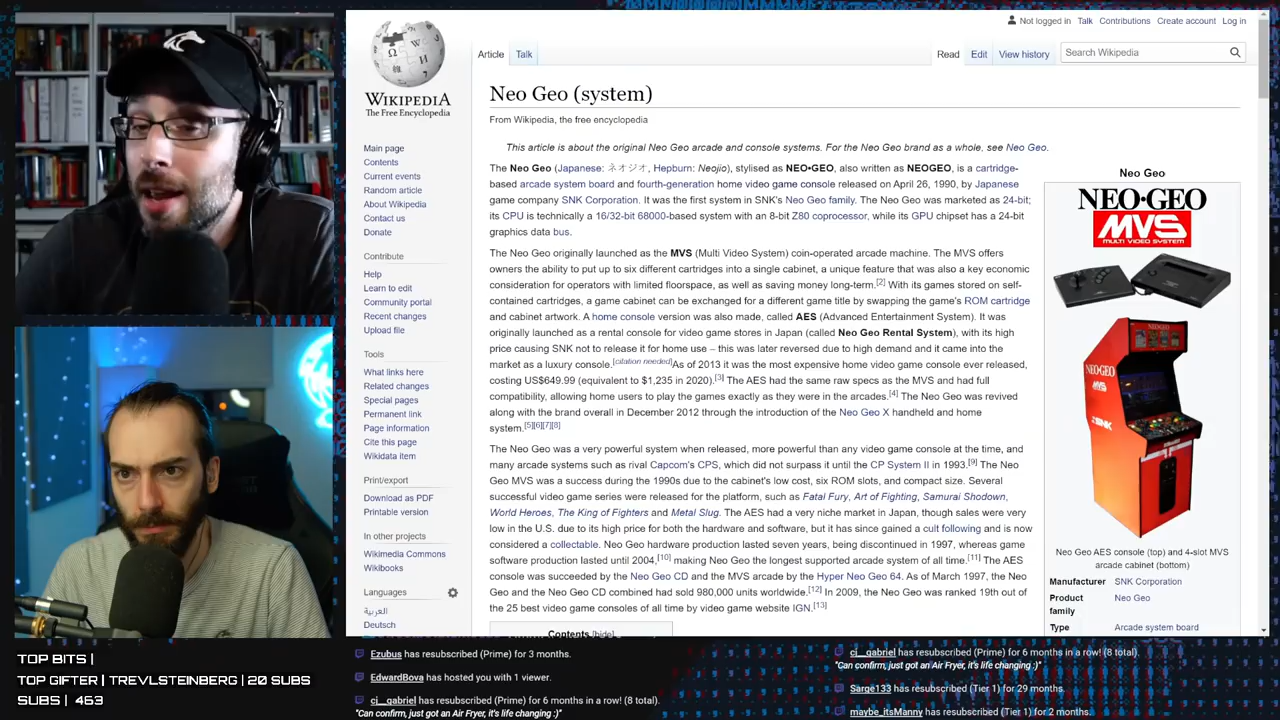 WIKIPEDIA
The Free Encyclopedia
Main page
Contents
Current events
Random article
About Wikipedia
Contact us
Donate
Contribute
Help
Learn to edit
Community portal
Recent changes
Upload file
Tools
What links here
Related changes
Special pages
Permanent link
Page information
Cite this page
Wikidata item
Print/export
Download as PDF
Printable version
In other projects
Wikimedia Commons
Wikibooks
Languages
العربية
Deutsch
Not logged in Talk Contributions Create account Log in
Article Talk Read Edit View history Search Wikipedia
Neo Geo (system)
From Wikipedia, the free encyclopedia
This article is about the original Neo Geo arcade and console systems. For the Neo Geo brand as a whole, see Neo Geo.
The Neo Geo (Japanese: ネオジオ, Hepburn: Neojio), stylised as NEO•GEO, also written as NEOGEO, is a cartridge-
based arcade system board and fourth-generation home video game console released on April 26, 1990, by Japanese
game company SNK Corporation. It was the first system in SNK's Neo Geo family. The Neo Geo was marketed as 24-bit;
its CPU is technically a 16/32-bit 68000-based system with an 8-bit Z80 coprocessor, while its GPU chipset has a 24-bit
graphics data bus.
The Neo Geo originally launched as the MVS (Multi Video System) coin-operated arcade machine. The MVS offers
owners the ability to put up to six different cartridges into a single cabinet, a unique feature that was also a key economic
consideration for operators with limited floorspace, as well as saving money long-term.[2] With its games stored on self-
contained cartridges, a game cabinet can be exchanged for a different game title by swapping the game's ROM cartridge
and cabinet artwork. A home console version was also made, called AES (Advanced Entertainment System). It was
originally launched as a rental console for video game stores in Japan (called Neo Geo Rental System), with its high
price causing SNK not to release it for home use – this was later reversed due to high demand and it came into the
market as a luxury console.[citation needed]As of 2013 it was the most expensive home video game console ever released,
costing US$649.99 (equivalent to $1,235 in 2020).[3] The AES had the same raw specs as the MVS and had full
compatibility, allowing home users to play the games exactly as they were in the arcades.[4] The Neo Geo was revived
along with the brand overall in December 2012 through the introduction of the Neo Geo X handheld and home
system.[5][6][7][8]
The Neo Geo was a very powerful system when released, more powerful than any video game console at the time, and
many arcade systems such as rival Capcom's CPS, which did not surpass it until the CP System II in 1993.[9] The Neo
Geo MVS was a success during the 1990s due to the cabinet's low cost, six ROM slots, and compact size. Several
successful video game series were released for the platform, such as Fatal Fury, Art of Fighting, Samurai Shodown,
World Heroes, The King of Fighters and Metal Slug. The AES had a very niche market in Japan, though sales were very
low in the U.S. due to its high price for both the hardware and software, but it has since gained a cult following and is now
considered a collectable. Neo Geo hardware production lasted seven years, being discontinued in 1997, whereas game
software production lasted until 2004,[10] making Neo Geo the longest supported arcade system of all time.[11] The AES
console was succeeded by the Neo Geo CD and the MVS arcade by the Hyper Neo Geo 64. As of March 1997, the Neo
Geo and the Neo Geo CD combined had sold 980,000 units worldwide.[12] In 2009, the Neo Geo was ranked 19th out of
the 25 best video game consoles of all time by video game website IGN.[13]
Contents [hide]
Neo Geo
NEO•GEO
MVS
MULTI VIDEO SYSTEM
NEO•GEO
NEO•GEO
MVS
SNK
Neo Geo AES console (top) and 4-slot MVS
arcade cabinet (bottom)
Manufacturer SNK Corporation
Product Neo Geo
family
Type Arcade system board
TOP BITS |
TOP GIFTER | TREVLSTEINBERG | 20 SUBS
SUBS | 463
Ezubus has resubscribed (Prime) for 3 months.
EdwardBova has hosted you with 1 viewer.
ci__gabriel has resubscribed (Prime) for 6 months in a row! (8 total).
"Can confirm, just got an Air Fryer, it's life changing :)"
ci__gabriel has resubscribed (Prime) for 6 months in a row! (8 total).
"Can confirm, just got an Air Fryer, it's life changing :)"
Sarge133 has resubscribed (Tier 1) for 29 months.
maybe_itsManny has resubscribed (Tier 1) for 2 months.